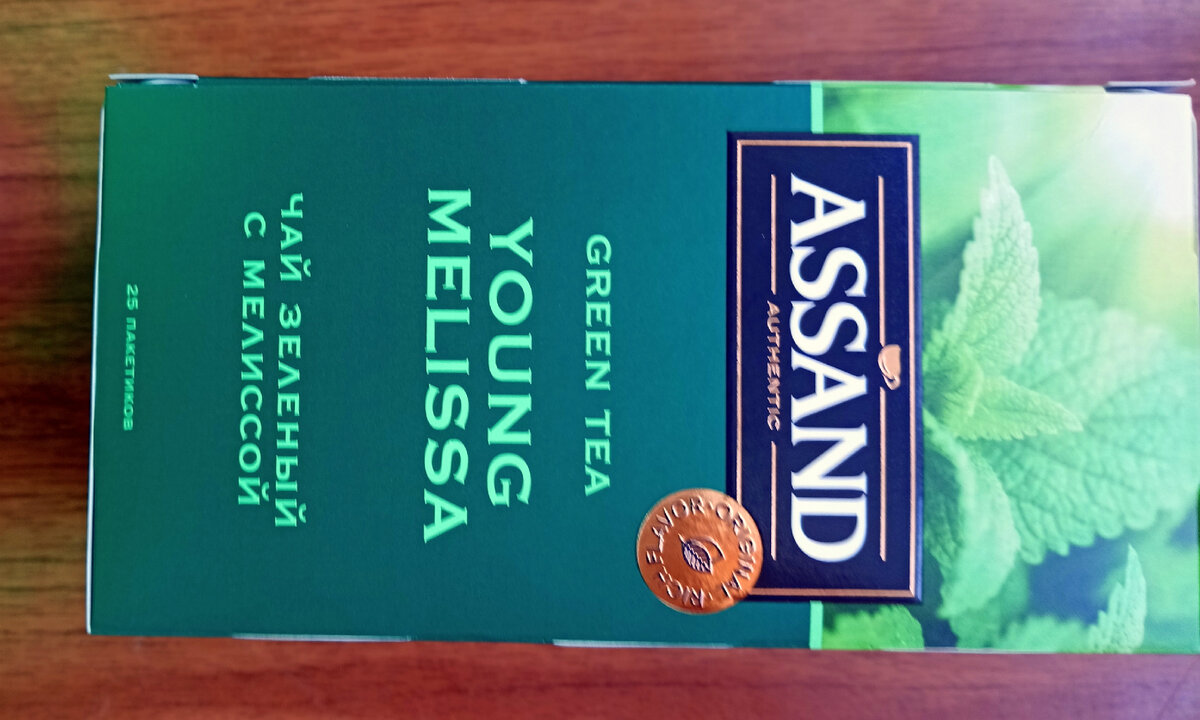 ASSAND
AUTHENTIC
ORIGINAL · RICH FLAVOR ·
GREEN TEA
YOUNG
MELISSA
ЧАЙ ЗЕЛЕНЫЙ
С МЕЛИССОЙ
25 ПАКЕТИКОВ